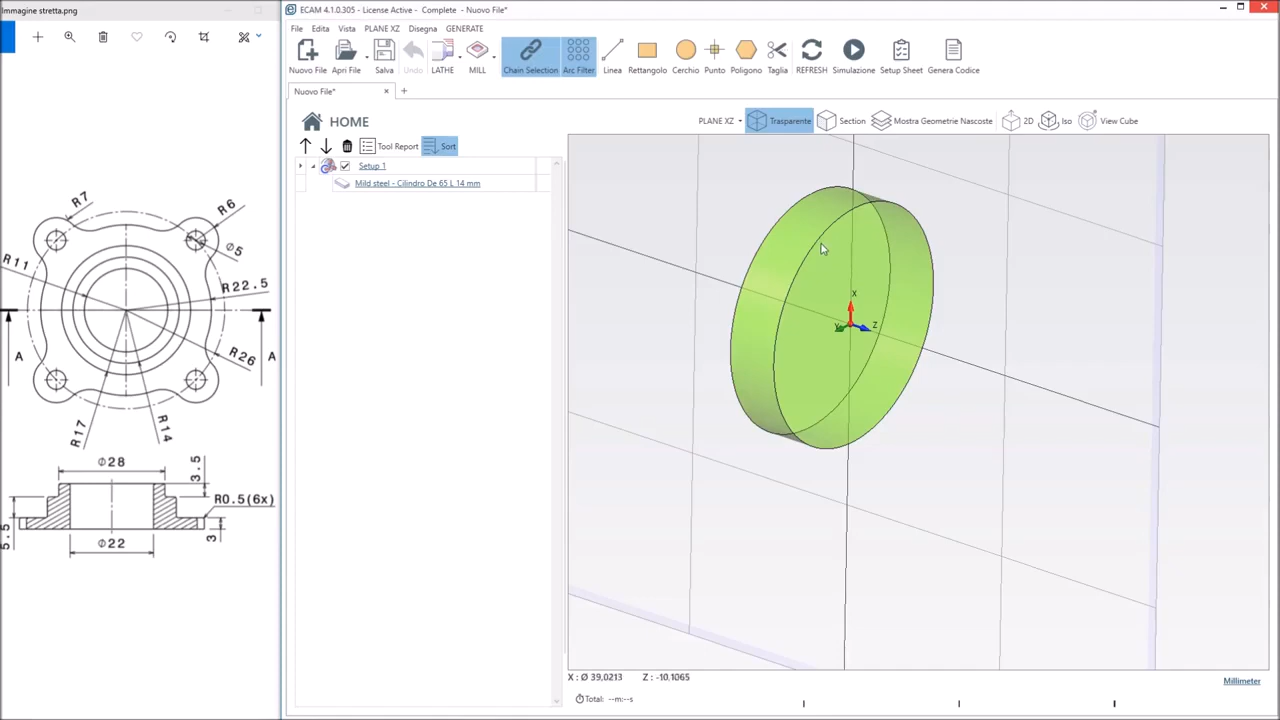 Immagine stretta.png
ECAM 4.1.0.305 - License Active - Complete - Nuovo File*
File Edita Vista PLANE XZ Disegna GENERATE
Nuovo File Apri File Salva Undo LATHE MILL Chain Selection Arc Filter Linea Rettangolo Cerchio Punto Poligono Taglia REFRESH Simulazione Setup Sheet Genera Codice
Nuovo File*
HOME
PLANE XZ Trasparente Section Mostra Geometrie Nascoste 2D Iso View Cube
Tool Report Sort
Setup 1
Mild steel - Cilindro De 65 L 14 mm
R7
R6
Ø5
R11
R22.5
A
A
R26
R17
R14
Ø28
3.5
R0.5(6x)
5.5
3
Ø22
X
Y
Z
X : Ø 39,0213 Z : -10,1065
Millimeter
Total: --m:--s